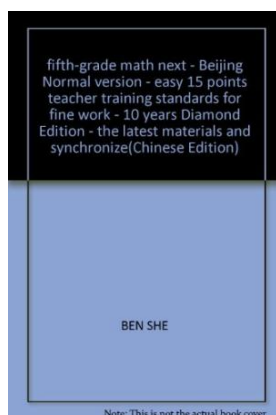 fifth-grade math next - Beijing
Normal version - easy 15 points
teacher training standards for
fine work - 10 years Diamond
Edition - the latest materials and
synchronize(Chinese Edition)
BEN SHE
Note: This is not the actual book cover